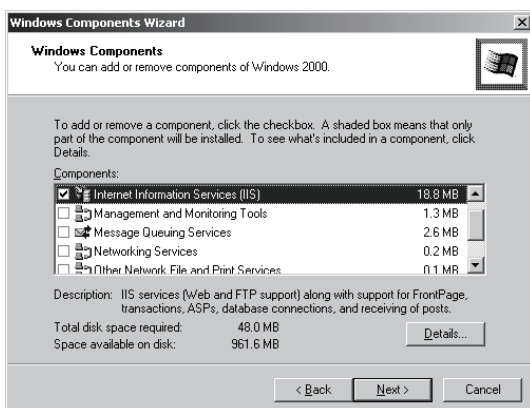 Windows Components Wizard
Windows Components
You can add or remove components of Windows 2000.
To add or remove a component, click the checkbox. A shaded box means that only
part of the component will be installed. To see what's included in a component, click
Details.
Components:
Internet Information Services (IIS) 18.8 MB
Management and Monitoring Tools 1.3 MB
Message Queuing Services 2.6 MB
Networking Services 0.2 MB
Other Network File and Print Services 0.1 MB
Description: IIS services (Web and FTP support) along with support for FrontPage,
transactions, ASPs, database connections, and receiving of posts.
Total disk space required: 48.0 MB
Space available on disk: 961.6 MB
Details...
< Back Next > Cancel